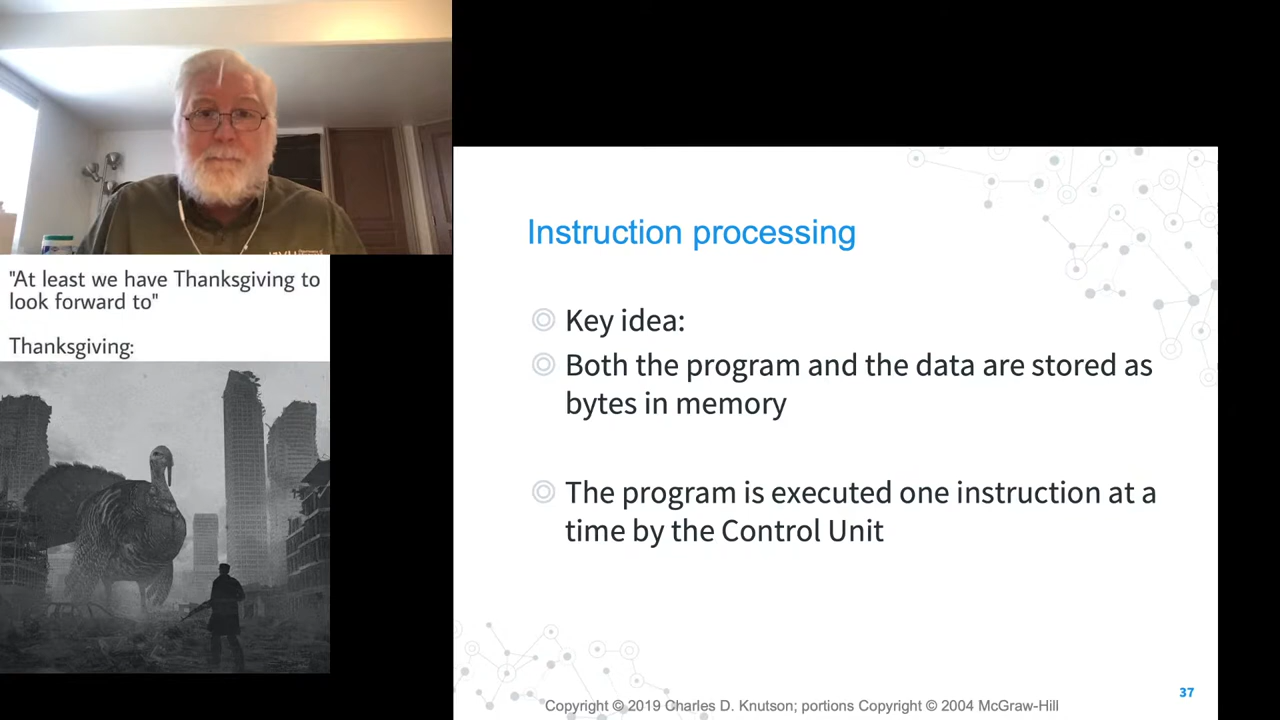 "At least we have Thanksgiving to
look forward to"
Thanksgiving:
Instruction processing
Key idea:
Both the program and the data are stored as
bytes in memory
The program is executed one instruction at a
time by the Control Unit
37
Copyright © 2019 Charles D. Knutson; portions Copyright © 2004 McGraw-Hill